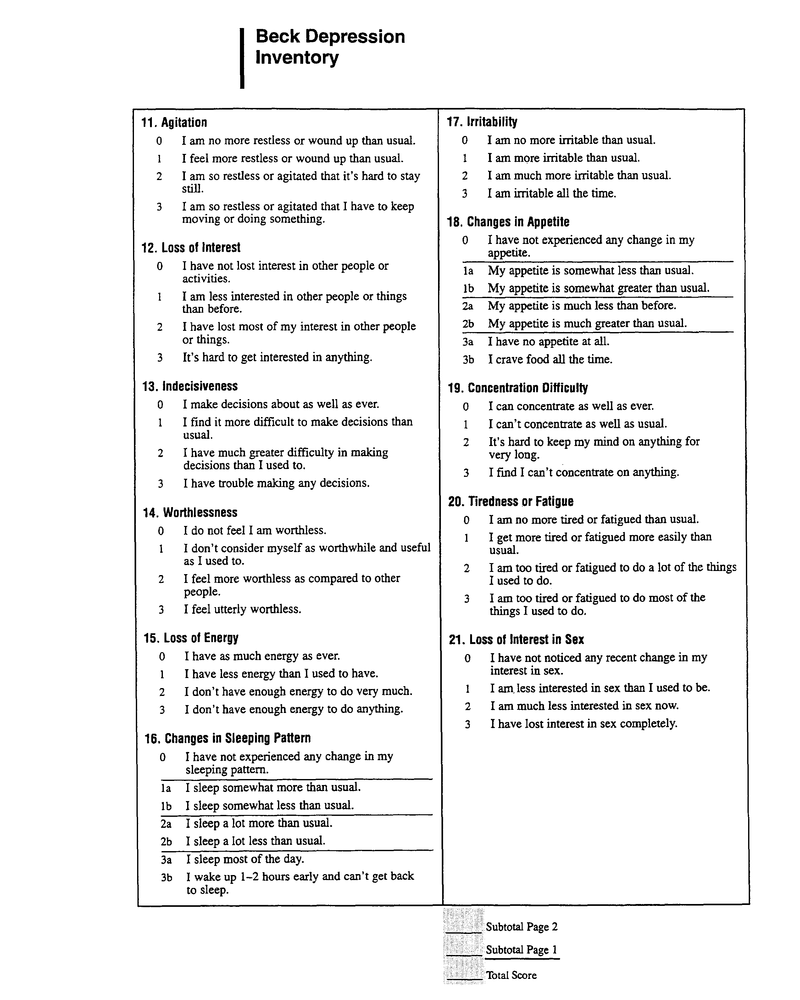 Beck Depression
Inventory
11. Agitation
0 I am no more restless or wound up than usual.
1 I feel more restless or wound up than usual.
2 I am so restless or agitated that it's hard to stay
still.
3 I am so restless or agitated that I have to keep
moving or doing something.
12. Loss of Interest
0 I have not lost interest in other people or
activities.
1 I am less interested in other people or things
than before.
2 I have lost most of my interest in other people
or things.
3 It's hard to get interested in anything.
13. Indecisiveness
0 I make decisions about as well as ever.
1 I find it more difficult to make decisions than
usual.
2 I have much greater difficulty in making
decisions than I used to.
3 I have trouble making any decisions.
14. Worthlessness
0 I do not feel I am worthless.
1 I don't consider myself as worthwhile and useful
as I used to.
2 I feel more worthless as compared to other
people.
3 I feel utterly worthless.
15. Loss of Energy
0 I have as much energy as ever.
1 I have less energy than I used to have.
2 I don't have enough energy to do very much.
3 I don't have enough energy to do anything.
16. Changes in Sleeping Pattern
0 I have not experienced any change in my
sleeping pattern.
1a I sleep somewhat more than usual.
1b I sleep somewhat less than usual.
2a I sleep a lot more than usual.
2b I sleep a lot less than usual.
3a I sleep most of the day.
3b I wake up 1–2 hours early and can't get back
to sleep.
17. Irritability
0 I am no more irritable than usual.
1 I am more irritable than usual.
2 I am much more irritable than usual.
3 I am irritable all the time.
18. Changes in Appetite
0 I have not experienced any change in my
appetite.
1a My appetite is somewhat less than usual.
1b My appetite is somewhat greater than usual.
2a My appetite is much less than before.
2b My appetite is much greater than usual.
3a I have no appetite at all.
3b I crave food all the time.
19. Concentration Difficulty
0 I can concentrate as well as ever.
1 I can't concentrate as well as usual.
2 It's hard to keep my mind on anything for
very long.
3 I find I can't concentrate on anything.
20. Tiredness or Fatigue
0 I am no more tired or fatigued than usual.
1 I get more tired or fatigued more easily than
usual.
2 I am too tired or fatigued to do a lot of the things
I used to do.
3 I am too tired or fatigued to do most of the
things I used to do.
21. Loss of Interest in Sex
0 I have not noticed any recent change in my
interest in sex.
1 I am less interested in sex than I used to be.
2 I am much less interested in sex now.
3 I have lost interest in sex completely.
Subtotal Page 2
Subtotal Page 1
Total Score